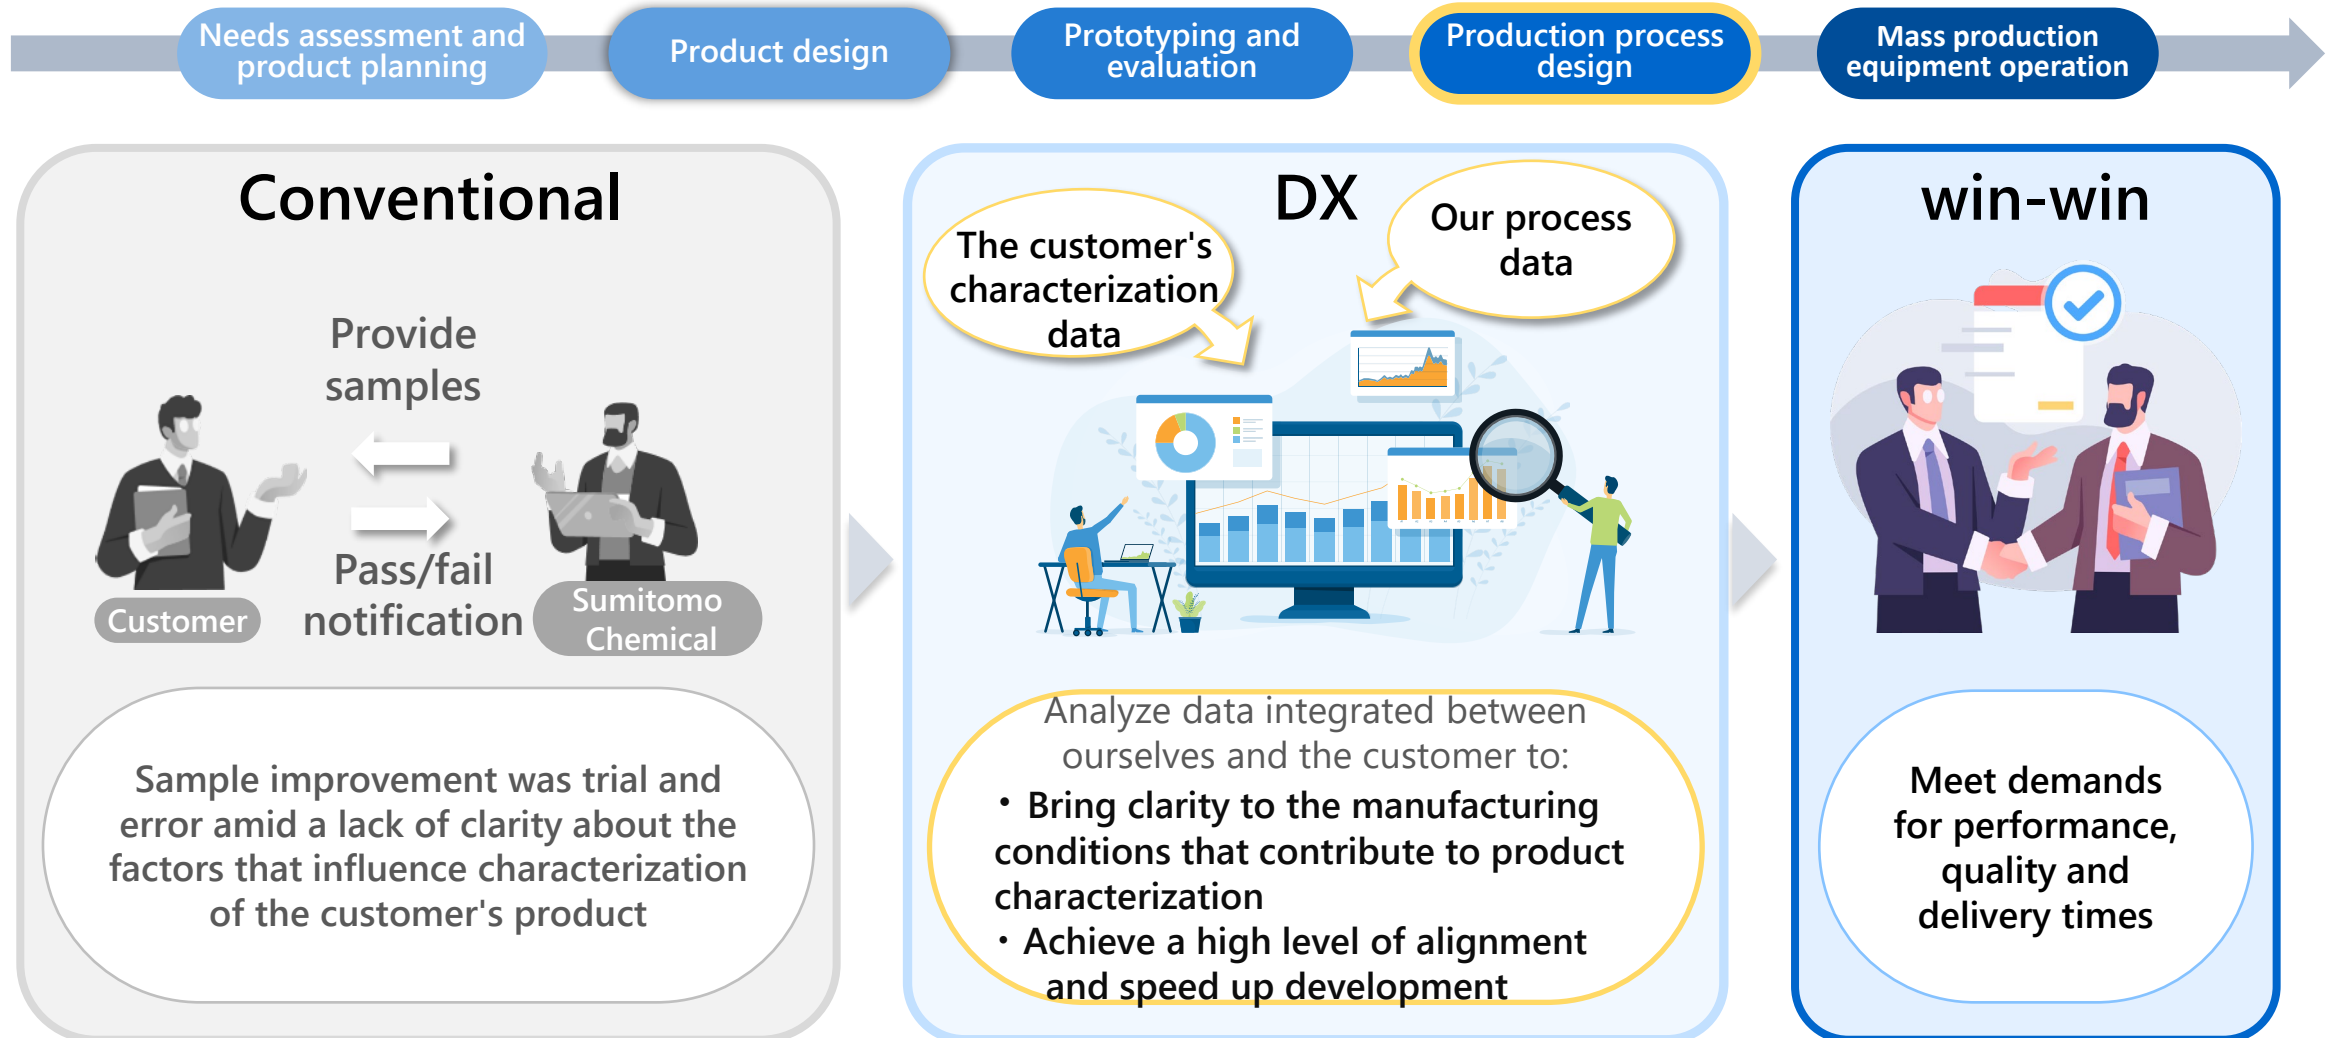 Needs assessment and
product planning
Product design
Prototyping and
evaluation
Production process
design
Mass production
equipment operation
Conventional
Provide
samples
Pass/fail
notification
Customer
Sumitomo
Chemical
Sample improvement was trial and
error amid a lack of clarity about the
factors that influence characterization
of the customer's product
DX
The customer's
characterization
data
Our process
data
Analyze data integrated between
ourselves and the customer to:
・Bring clarity to the manufacturing
conditions that contribute to product
characterization
・Achieve a high level of alignment
and speed up development
win-win
Meet demands
for performance,
quality and
delivery times